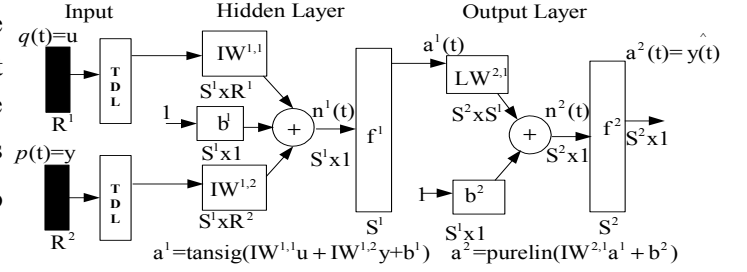 Input
Hidden Layer
Output Layer
q(t)=u
TDL
R¹
IW¹,¹
S¹xR¹
1
b¹
S¹x1
+
n¹(t)
S¹x1
f¹
S¹
a¹(t)
LW²,¹
S²xS¹
n²(t)
+
S²x1
f²
S²
a²(t)=ŷ(t)
S²x1
p(t)=y
TDL
R²
IW¹,²
S¹xR²
1
b²
S¹x1
a¹=tansig(IW¹,¹u+IW¹,²y+b¹)
a²=purelin(IW²,¹a¹+b²)